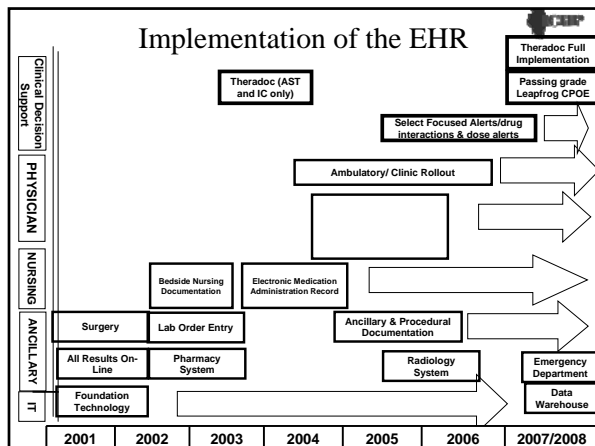 Implementation of the EHR
Theradoc Full
Implementation
Clinical Decision
Support
Theradoc (AST
and IC only)
Passing grade
Leapfrog CPOE
Select Focused Alerts/drug
interactions & dose alerts
PHYSICIAN
Ambulatory/ Clinic Rollout
NURSING
Bedside Nursing
Documentation
Electronic Medication
Administration Record
ANCILLARY
Surgery
Lab Order Entry
Ancillary & Procedural
Documentation
All Results On-
Line
Pharmacy
System
Radiology
System
Emergency
Department
IT
Foundation
Technology
Data
Warehouse
2001
2002
2003
2004
2005
2006
2007/2008